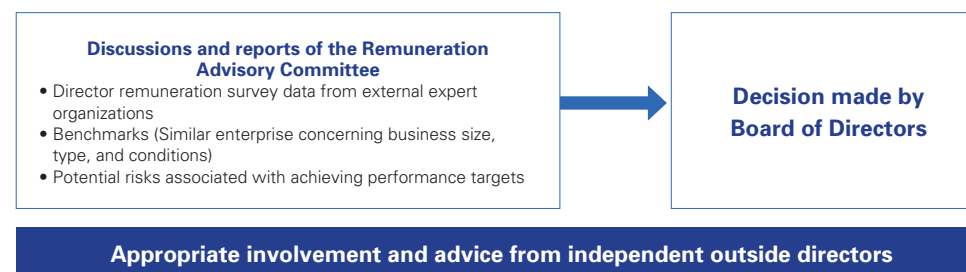 Discussions and reports of the Remuneration
Advisory Committee
• Director remuneration survey data from external expert
organizations
• Benchmarks (Similar enterprise concerning business size,
type, and conditions)
• Potential risks associated with achieving performance targets
Decision made by
Board of Directors
Appropriate involvement and advice from independent outside directors